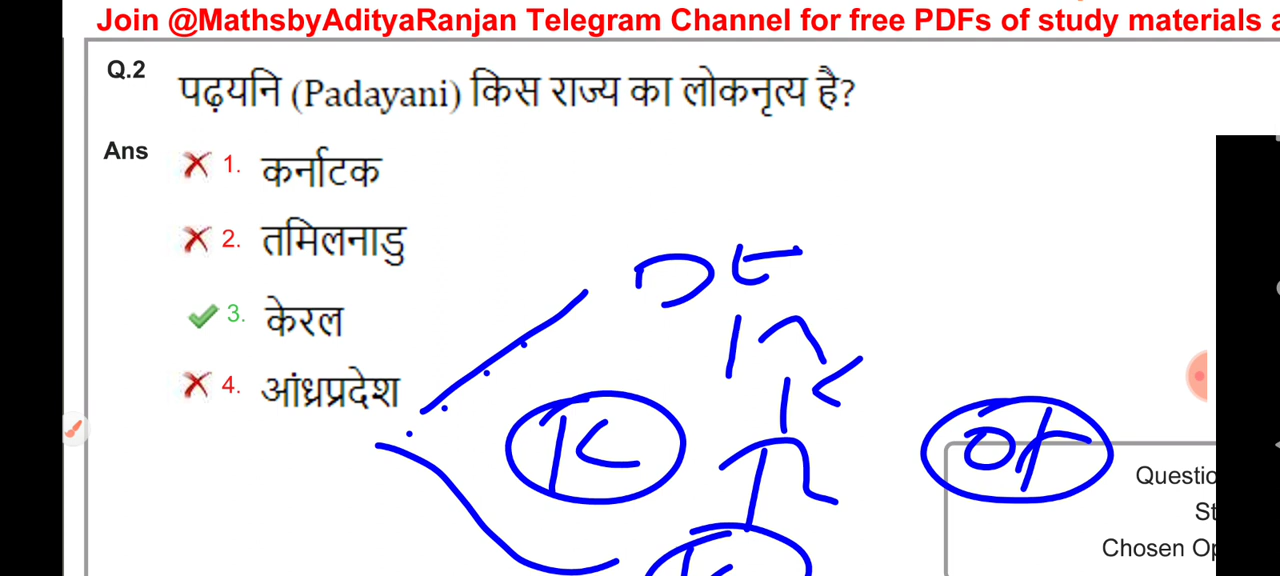 Join @MathsbyAdityaRanjan Telegram Channel for free PDFs of study materials a
Q.2 पढ़यनि (Padayani) किस राज्य का लोकनृत्य है?
Ans 1. कर्नाटक
2. तमिलनाडु
3. केरल
4. आंध्रप्रदेश
K
Questio
St
Chosen Op